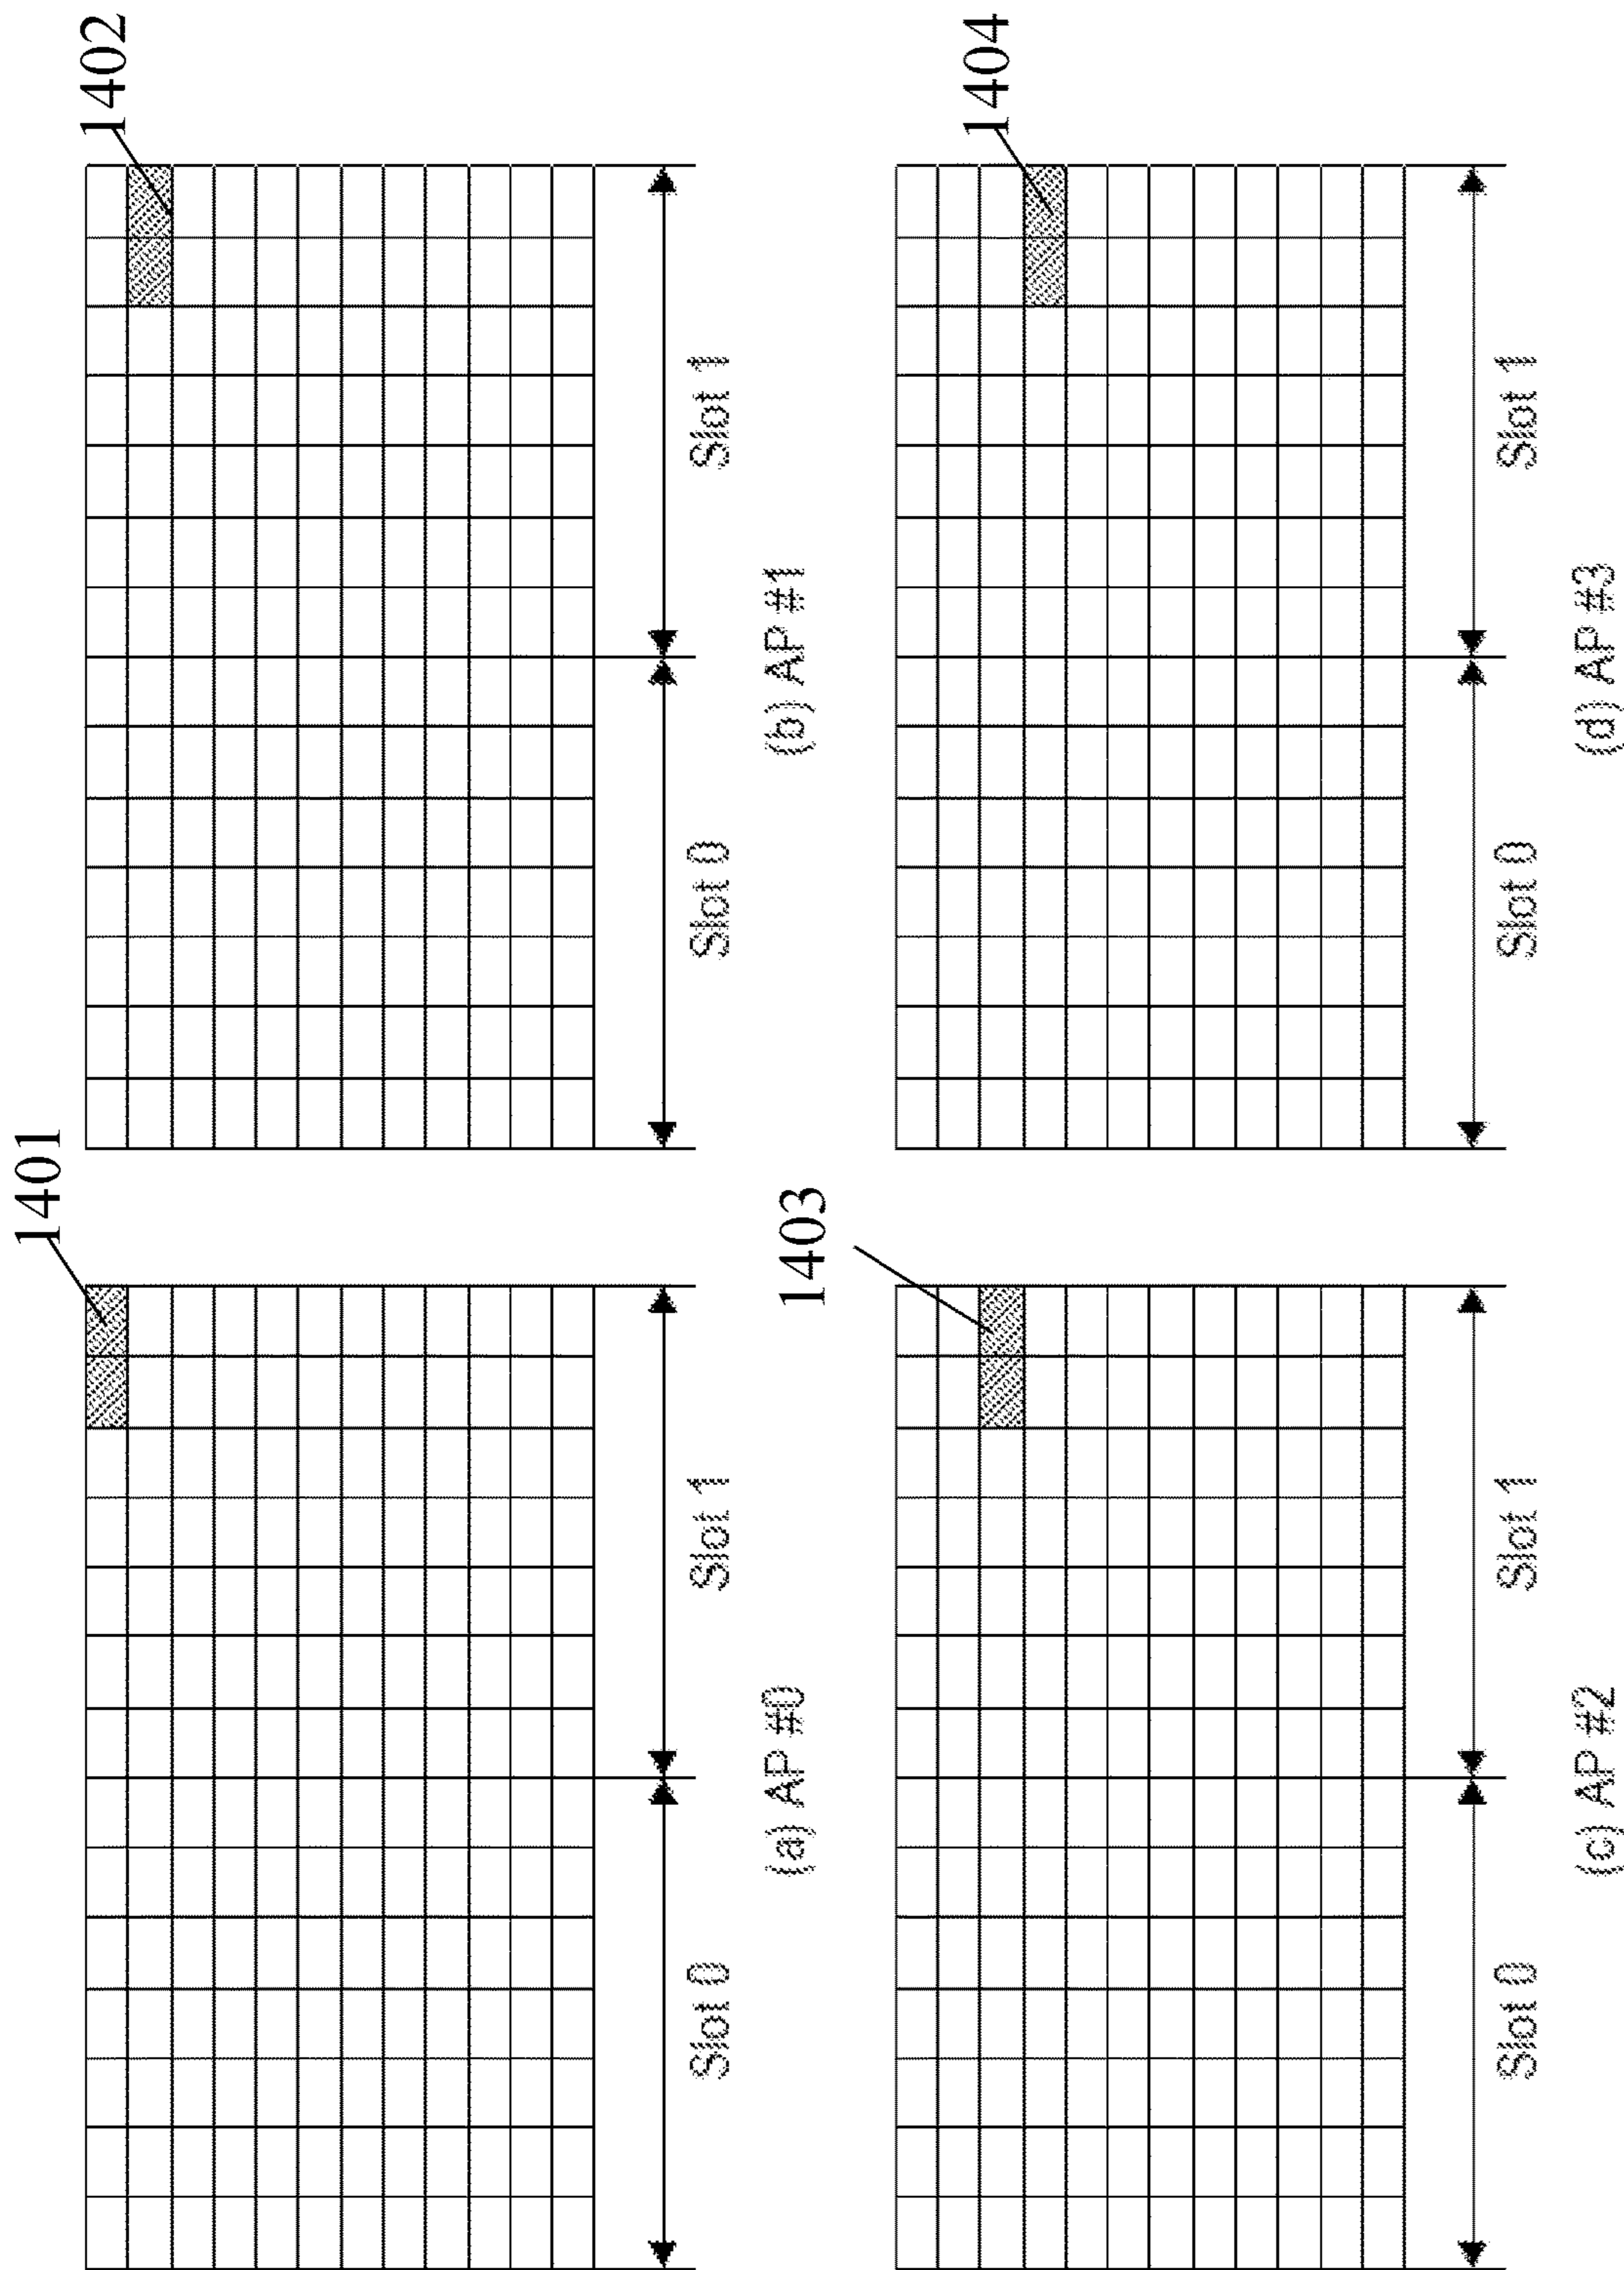 1401
1402
Slot 0 Slot 1 Slot 0 Slot 1
(a) AP #0 (b) AP #1
1403
1404
Slot 0 Slot 1 Slot 0 Slot 1
(c) AP #2 (d) AP #3